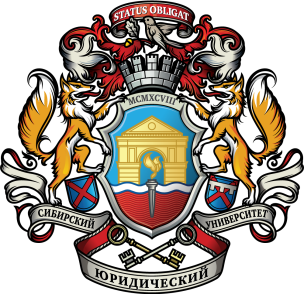 STATUS OBLIGAT
MCMXCVIII
СИБИРСКИЙ
УНИВЕРСИТЕТ
ЮРИДИЧЕСКИЙ